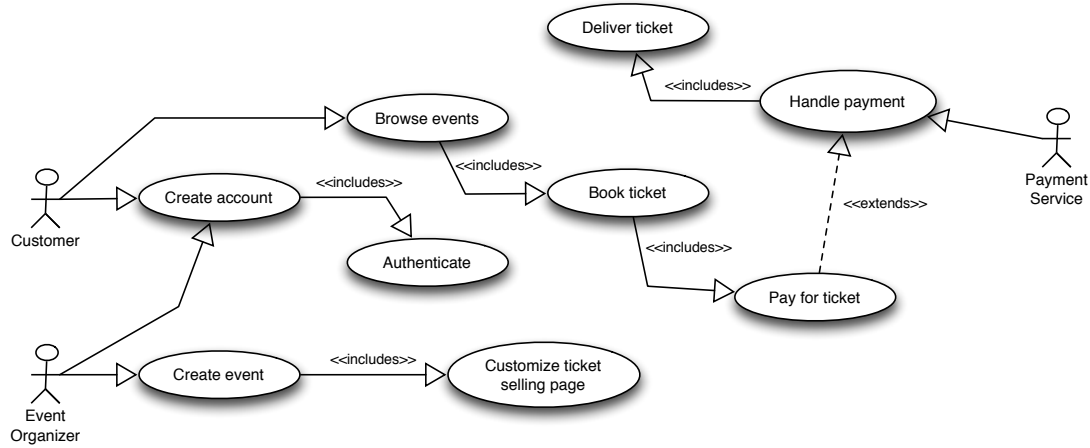 Deliver ticket
<<includes>>
Handle payment
Browse events
<<includes>>
Payment
Service
Create account
<<includes>>
Book ticket
<<extends>>
Customer
<<includes>>
Authenticate
Pay for ticket
<<includes>>
Create event
Customize ticket
selling page
Event
Organizer